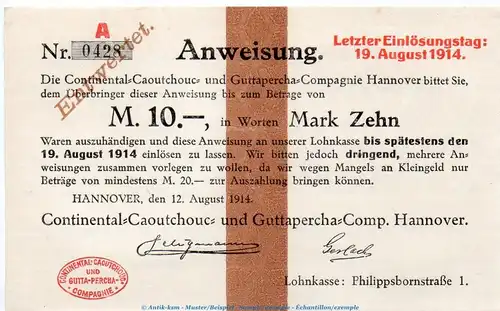 A
Nr. 0428
Entwertet.
Anweisung.
Letzter Einlösungstag:
19. August 1914.
Die Continental-Caoutchouc- und Guttapercha-Compagnie Hannover bittet Sie,
dem Überbringer dieser Anweisung bis zum Betrage von
M. 10.—, in Worten Mark Zehn
Waren auszuhändigen und diese Anweisung an unserer Lohnkasse bis spätestens den
19. August 1914 einlösen zu lassen. Wir bitten jedoch dringend, mehrere An-
weisungen zusammen vorlegen zu wollen, da wir wegen Mangels an Kleingeld nur
Beträge von mindestens M. 20.— zur Auszahlung bringen können.
HANNOVER, den 12. August 1914.
Continental-Caoutchouc- und Guttapercha-Comp. Hannover.
Gerlach
CONTINENTAL-CAOUTCHOUC-
UND
GUTTA-PERCHA-
COMPAGNIE
Lohnkasse: Philippsbornstraße 1.